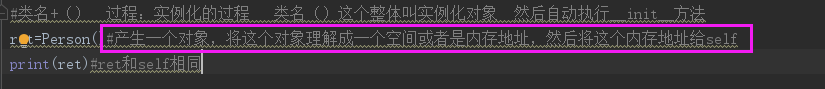 #类名+() 过程：实例化的过程 类名()这个整体叫实例化对象 然后自动执行__init__方法
ret=Person()#产生一个对象，将这个对象理解成一个空间或者是内存地址，然后将这个内存地址给self
print(ret)#ret和self相同